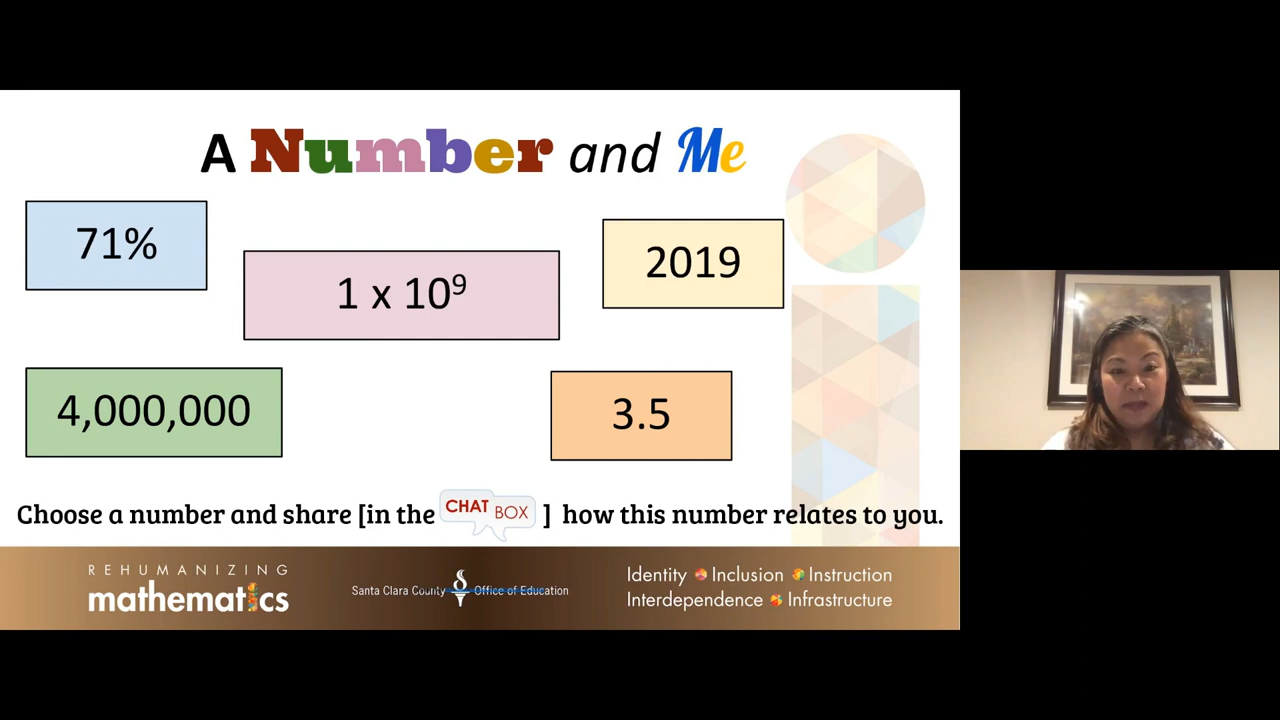 A Number and Me
71%
1 x 10⁹
2019
4,000,000
3.5
Choose a number and share [in the CHAT BOX ] how this number relates to you.
REHUMANIZING
mathematics
Santa Clara County Office of Education
Identity Inclusion Instruction
Interdependence Infrastructure